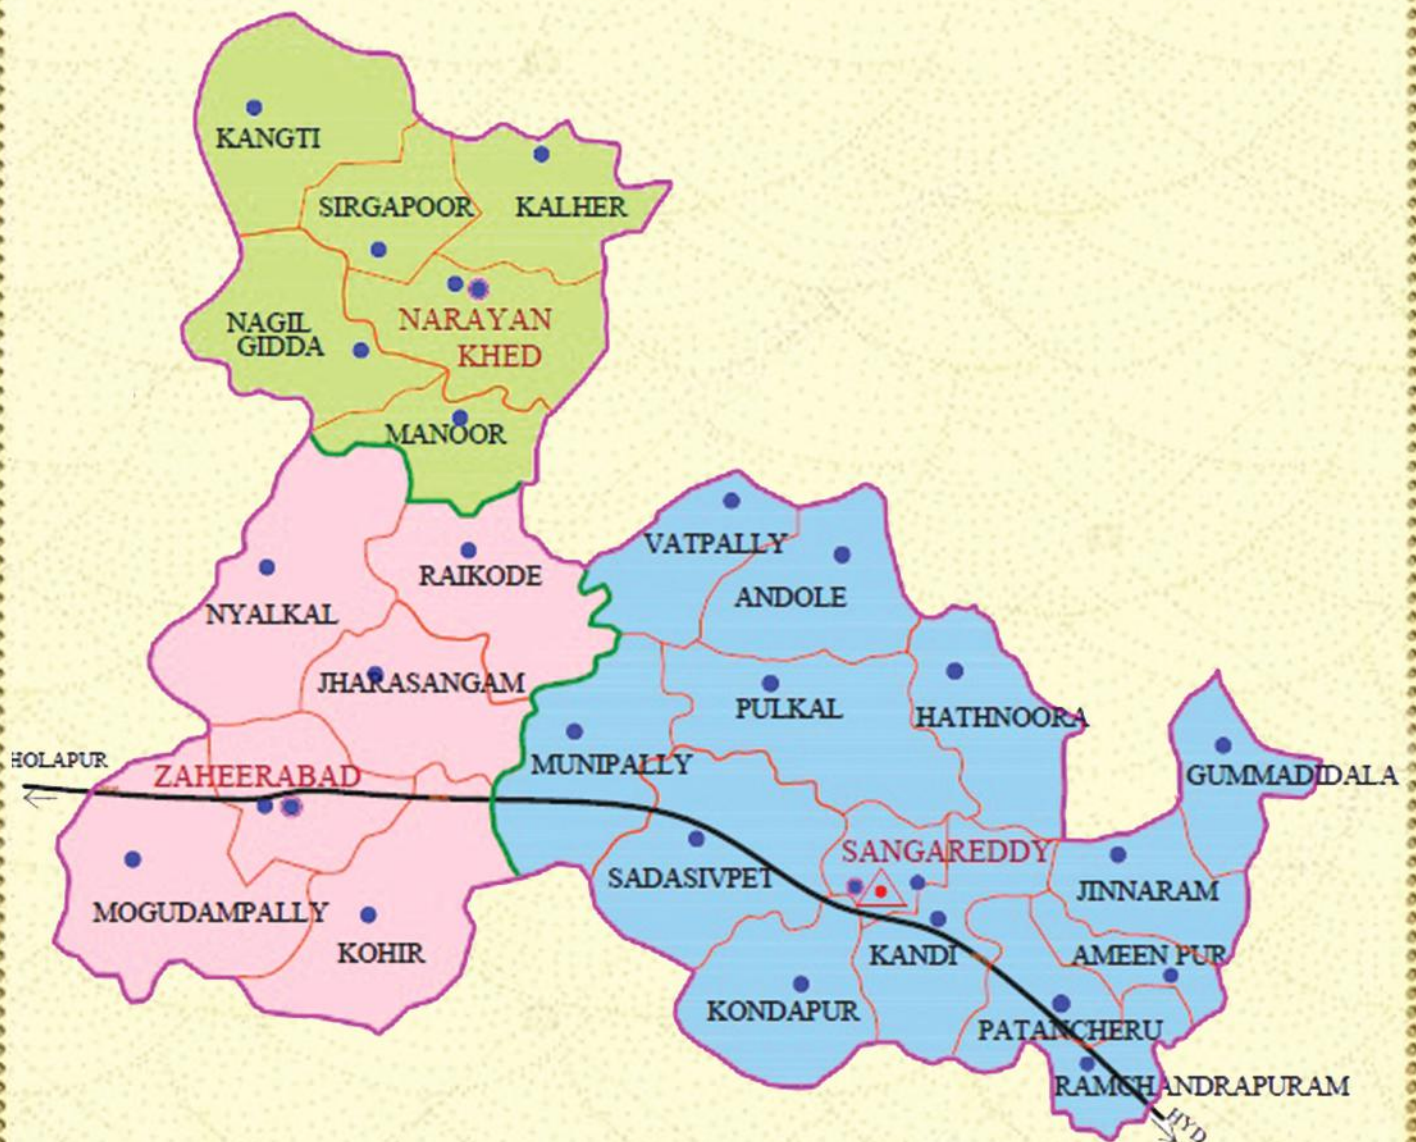 KANGTI
SIRGAPOOR
KALHER
NAGIL
GIDDA
NARAYAN
KHED
MANOOR
VATPALLY
RAIKODE
ANDOLE
NYALKAL
JHARASANGAM
PULKAL
HATHNOORA
MUNIPALLY
HOLAPUR
ZAHEERABAD
GUMMADIDALA
SANGAREDDY
SADASIVPET
JINNARAM
MOGUDAMPALLY
KOHIR
KANDI
AMEEN PUR
KONDAPUR
PATANCHERU
RAMCHANDRAPURAM
HYD